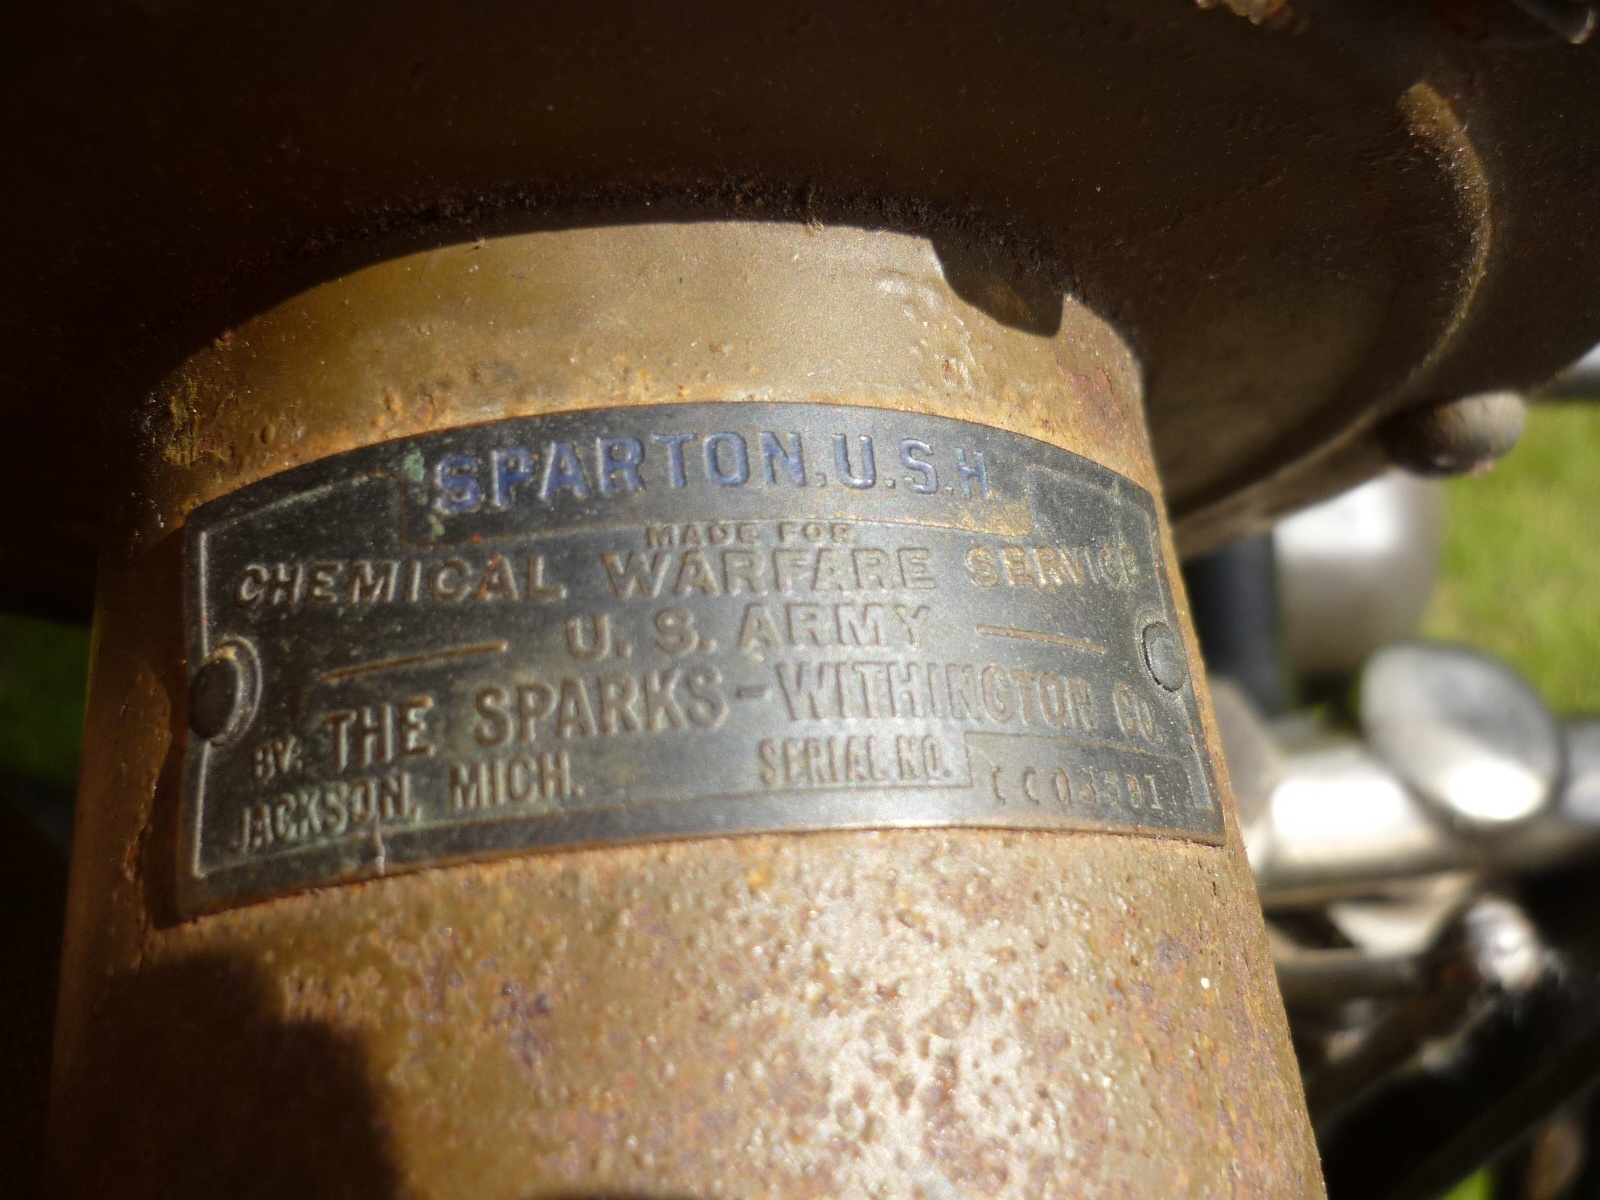 SPARTON.U.S.H
MADE FOR
CHEMICAL WARFARE SERVICE
U. S. ARMY
BY: THE SPARKS-WITHINGTON CO
JACKSON, MICH. SERIAL NO.